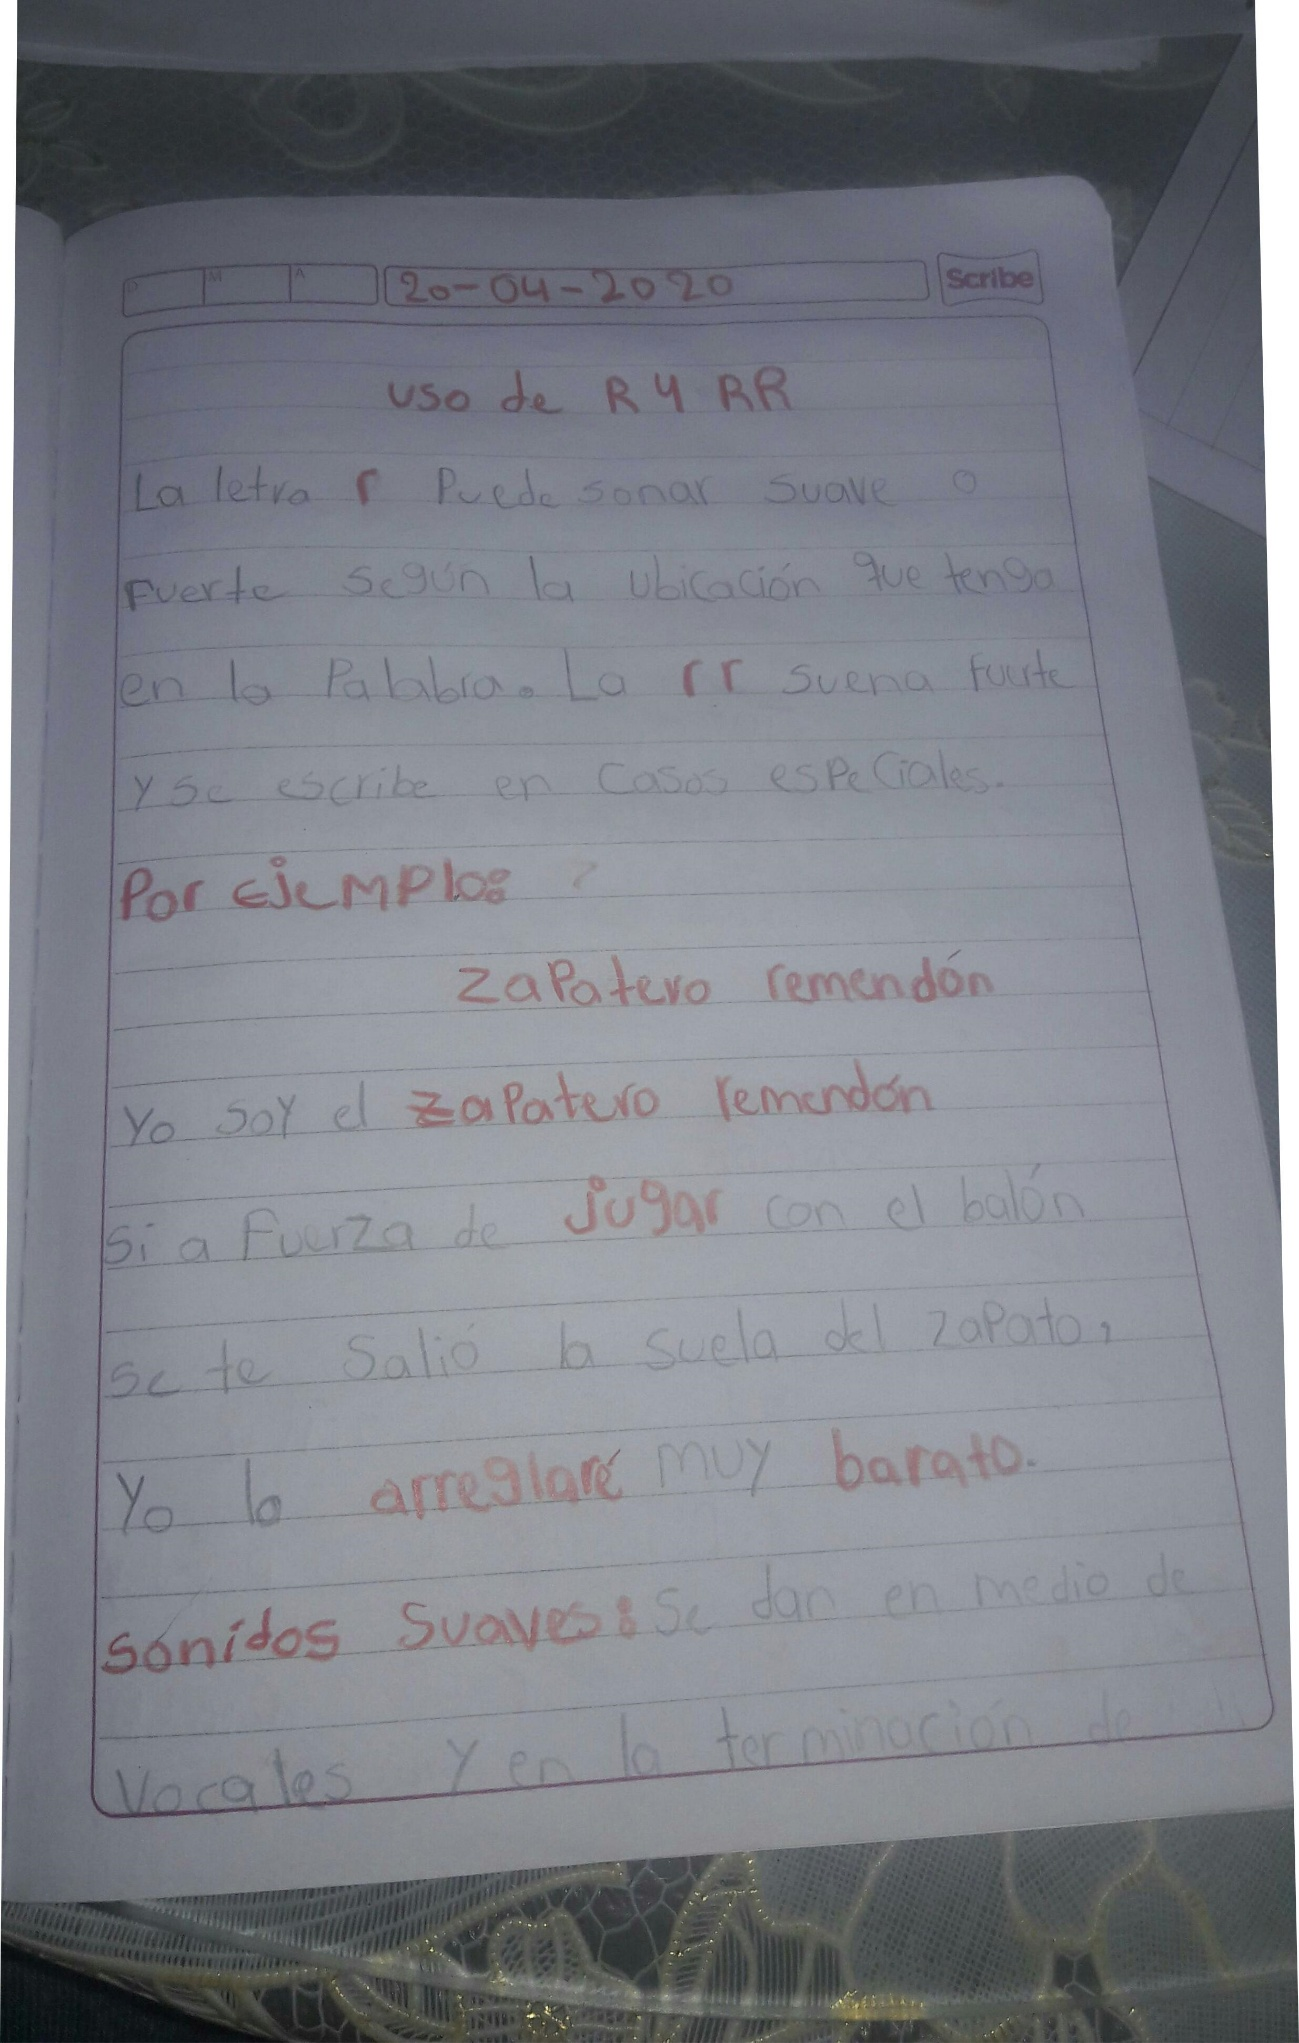 D M A 20-04-2020 Scribe
uso de R y RR
La letra r Puede sonar suave o
Fuerte según la ubicación que tenga
en la Palabra. La rr suena fuerte
y se escribe en Casos especiales.
Por ejemplo:
zapatero remendón
Yo soy el zapatero remendón
Si a Fuerza de jugar con el balón
se te salió la suela del zapato,
Yo lo arreglaré muy barato.
sonidos suaves: Se dan en medio de
Vocales y en la terminación de